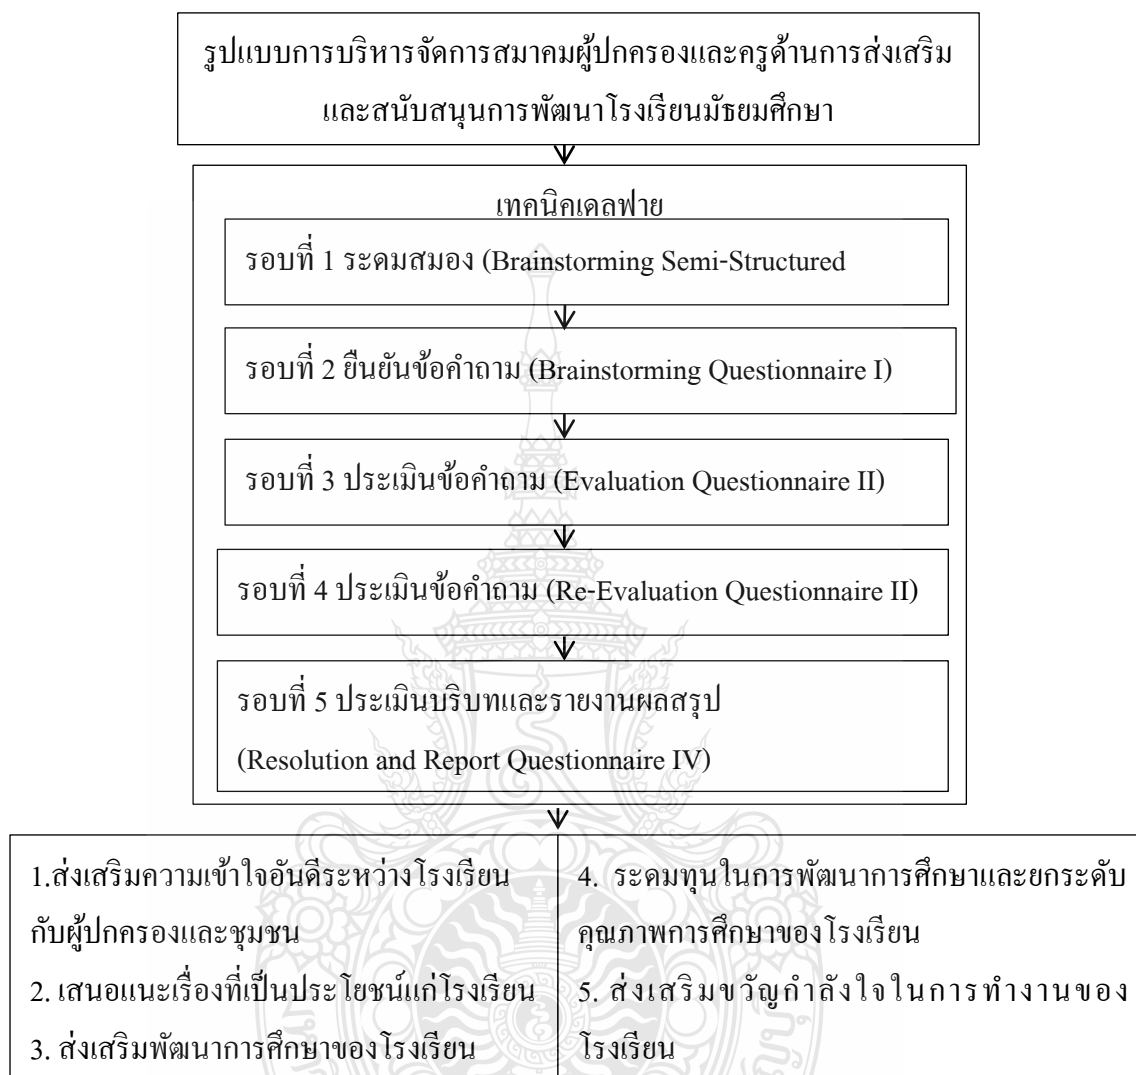 รูปแบบการบริหารจัดการสมาคมผู้ปกครองและครูด้านการส่งเสริม
และสนับสนุนการพัฒนาโรงเรียนมัธยมศึกษา
เทคนิคเดลฟาย
รอบที่ 1 ระดมสมอง (Brainstorming Semi-Structured
รอบที่ 2 ยืนยันข้อคำถาม (Brainstorming Questionnaire I)
รอบที่ 3 ประเมินข้อคำถาม (Evaluation Questionnaire II)
รอบที่ 4 ประเมินข้อคำถาม (Re-Evaluation Questionnaire II)
รอบที่ 5 ประเมินบริบทและรายงานผลสรุป
(Resolution and Report Questionnaire IV)
1.ส่งเสริมความเข้าใจอันดีระหว่างโรงเรียน
กับผู้ปกครองและชุมชน
2. เสนอแนะเรื่องที่เป็นประโยชน์แก่โรงเรียน
3. ส่งเสริมพัฒนาการศึกษาของโรงเรียน
4. ระดมทุนในการพัฒนาการศึกษาและยกระดับ
คุณภาพการศึกษาของโรงเรียน
5. ส่งเสริมขวัญกำลังใจในการทำงานของ
โรงเรียน